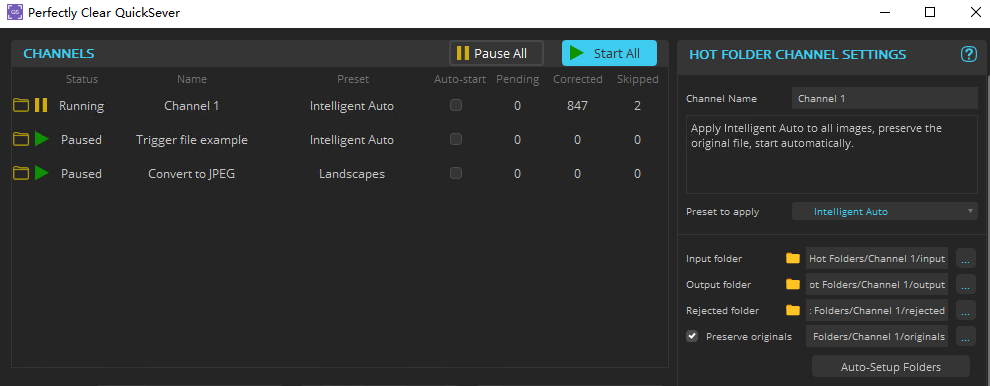 QS Perfectly Clear QuickSever
CHANNELS Pause All Start All
Status Name Preset Auto-start Pending Corrected Skipped
Running Channel 1 Intelligent Auto 0 847 2
Paused Trigger file example Intelligent Auto 0 0 0
Paused Convert to JPEG Landscapes 0 0 0
HOT FOLDER CHANNEL SETTINGS ?
Channel Name Channel 1
Apply Intelligent Auto to all images, preserve the
original file, start automatically.
Preset to apply Intelligent Auto
Input folder Hot Folders/Channel 1/input ...
Output folder ot Folders/Channel 1/output ...
Rejected folder : Folders/Channel 1/rejected ...
Preserve originals Folders/Channel 1/originals ...
Auto-Setup Folders